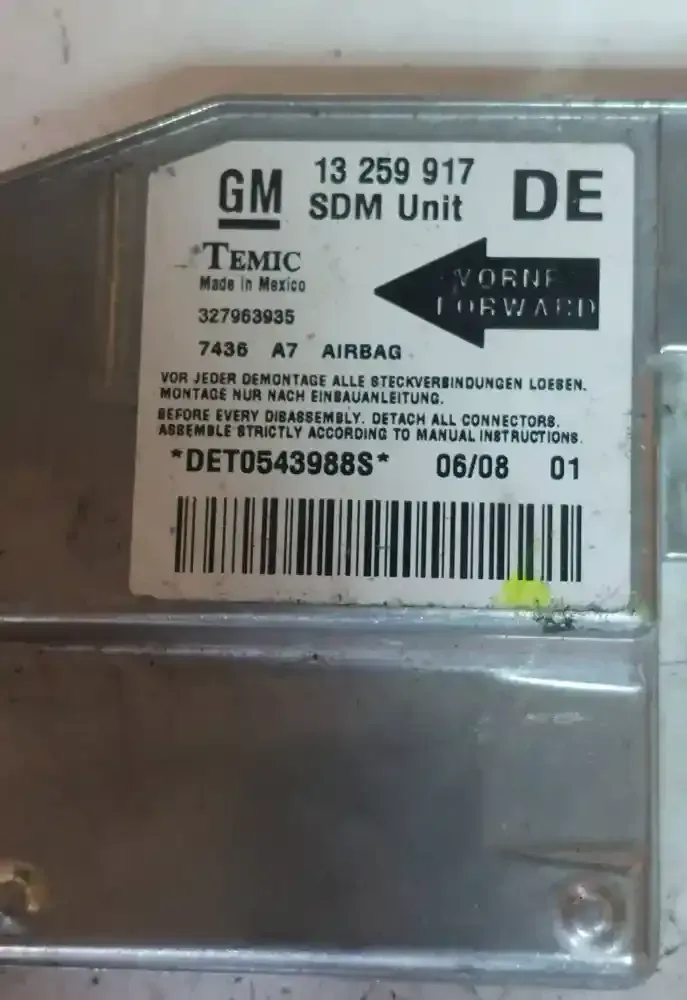 GM 13 259 917 DE
SDM Unit
TEMIC
Made in Mexico
VORNE
FORWARD
327963935
7436 A7 AIRBAG
VOR JEDER DEMONTAGE ALLE STECKVERBINDUNGEN LOESEN.
MONTAGE NUR NACH EINBAUANLEITUNG.
BEFORE EVERY DISASSEMBLY. DETACH ALL CONNECTORS.
ASSEMBLE STRICTLY ACCORDING TO MANUAL INSTRUCTIONS.
*DET0543988S* 06/08 01